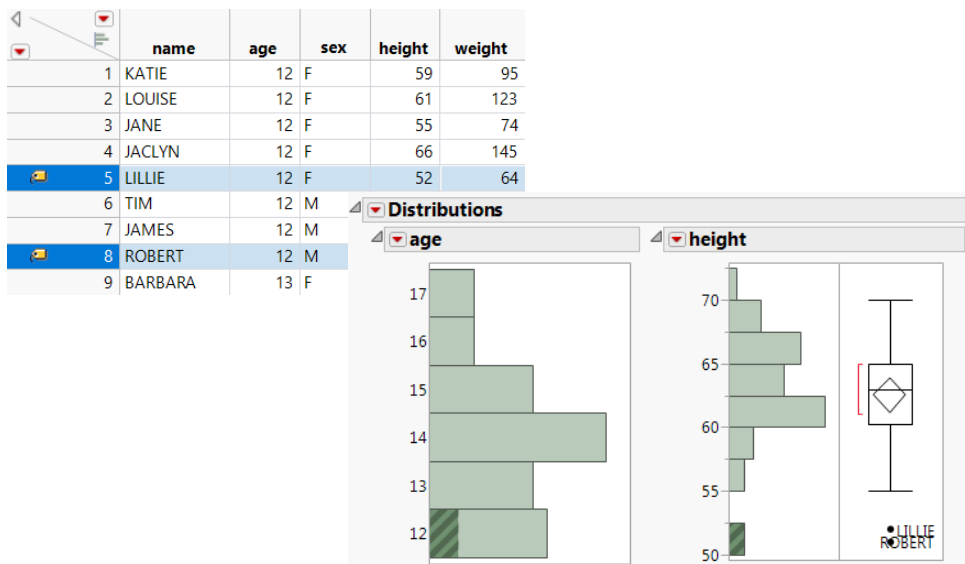 name age sex height weight
1 KATIE 12 F 59 95
2 LOUISE 12 F 61 123
3 JANE 12 F 55 74
4 JACLYN 12 F 66 145
5 LILLIE 12 F 52 64
6 TIM 12 M
7 JAMES 12 M
8 ROBERT 12 M
9 BARBARA 13 F
Distributions
age
17
16
15
14
13
12
height
70
65
60
55
50
LILLIE
ROBERT